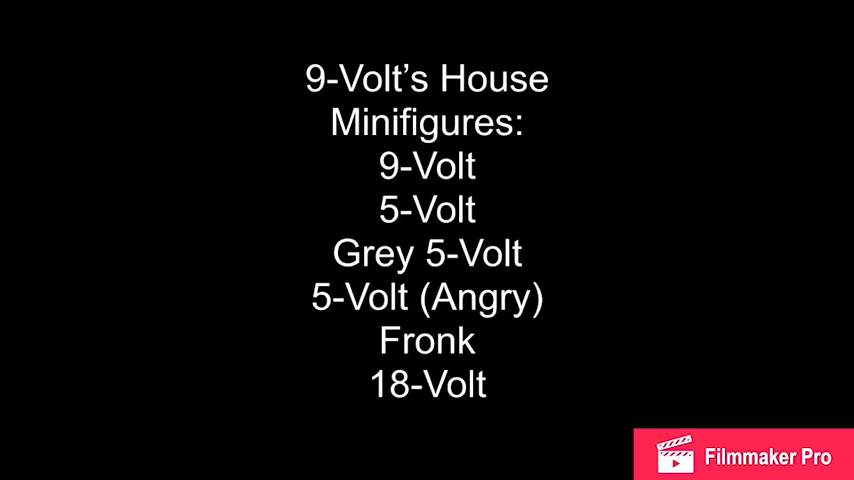 9-Volt’s House
Minifigures:
9-Volt
5-Volt
Grey 5-Volt
5-Volt (Angry)
Fronk
18-Volt
Filmmaker Pro